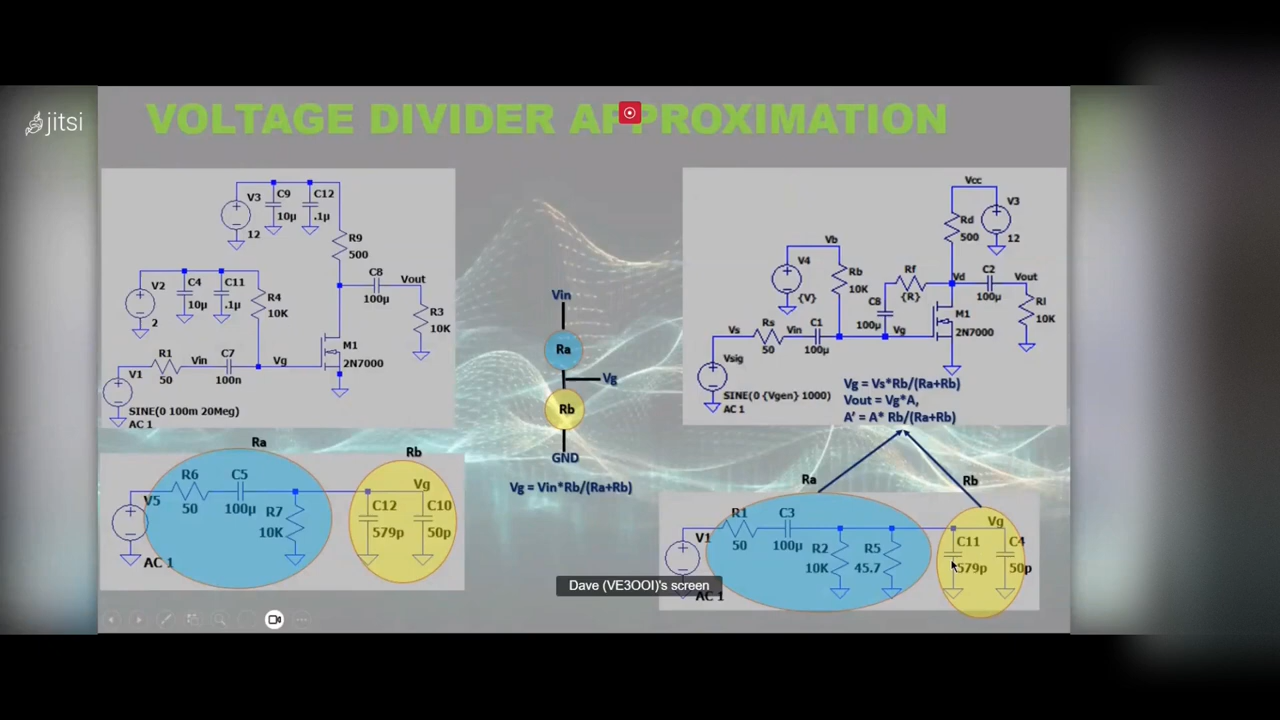 jitsi
VOLTAGE DIVIDER APPROXIMATION
V3
12
C9
10µ
C12
.1µ
R9
500
C8
100µ
Vout
R3
10K
V2
2
C4
10µ
C11
.1µ
R4
10K
M1
2N7000
R1
50
Vin
C7
100n
Vg
V1
SINE(0 100m 20Meg)
AC 1
Vin
Ra
Vg
Rb
GND
Vg = Vin*Rb/(Ra+Rb)
Vcc
V3
12
Rd
500
Vb
V4
{V}
Rb
10K
Rf
{R}
Vd
C2
100µ
Vout
Rl
10K
C8
100µ
M1
2N7000
Vs
Rs
50
Vin
C1
100µ
Vg
Vsig
SINE(0 {Vgen} 1000)
AC 1
Vg = Vs*Rb/(Ra+Rb)
Vout = Vg*A,
A' = A* Rb/(Ra+Rb)
Ra
Rb
V5
AC 1
R6
50
C5
100µ
R7
10K
Vg
C12
579p
C10
50p
Ra
Rb
V1
AC 1
R1
50
C3
100µ
R2
10K
R5
45.7
Vg
C11
579p
C4
50p
Dave (VE3OOI)'s screen